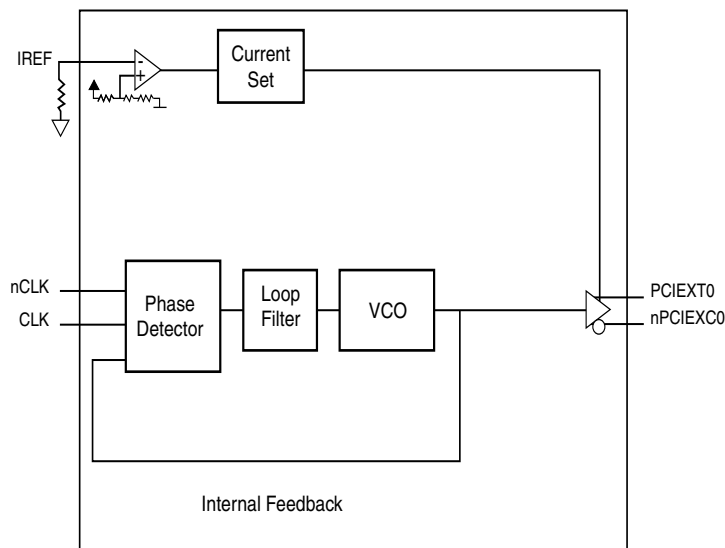 IREF
-
+
Current
Set
nCLK
CLK
Phase
Detector
Loop
Filter
VCO
PCIEXT0
nPCIEXC0
Internal Feedback